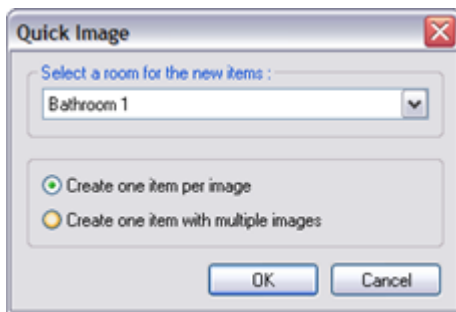 Quick Image
Select a room for the new items :
Bathroom 1
Create one item per image
Create one item with multiple images
OK Cancel